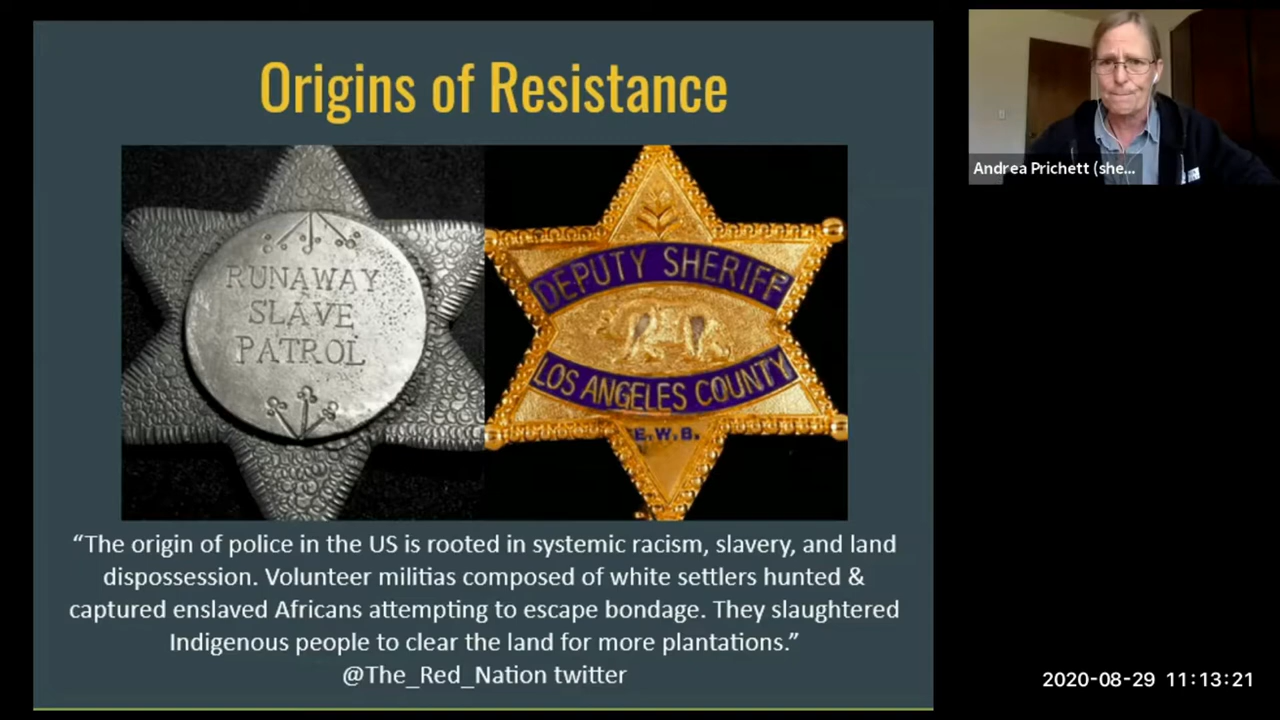 Origins of Resistance
RUNAWAY
SLAVE
PATROL
DEPUTY SHERIFF
LOS ANGELES COUNTY
E.W.B.
“The origin of police in the US is rooted in systemic racism, slavery, and land
dispossession. Volunteer militias composed of white settlers hunted &
captured enslaved Africans attempting to escape bondage. They slaughtered
Indigenous people to clear the land for more plantations.”
@The_Red_Nation twitter
Andrea Prichett (she...
2020-08-29 11:13:21